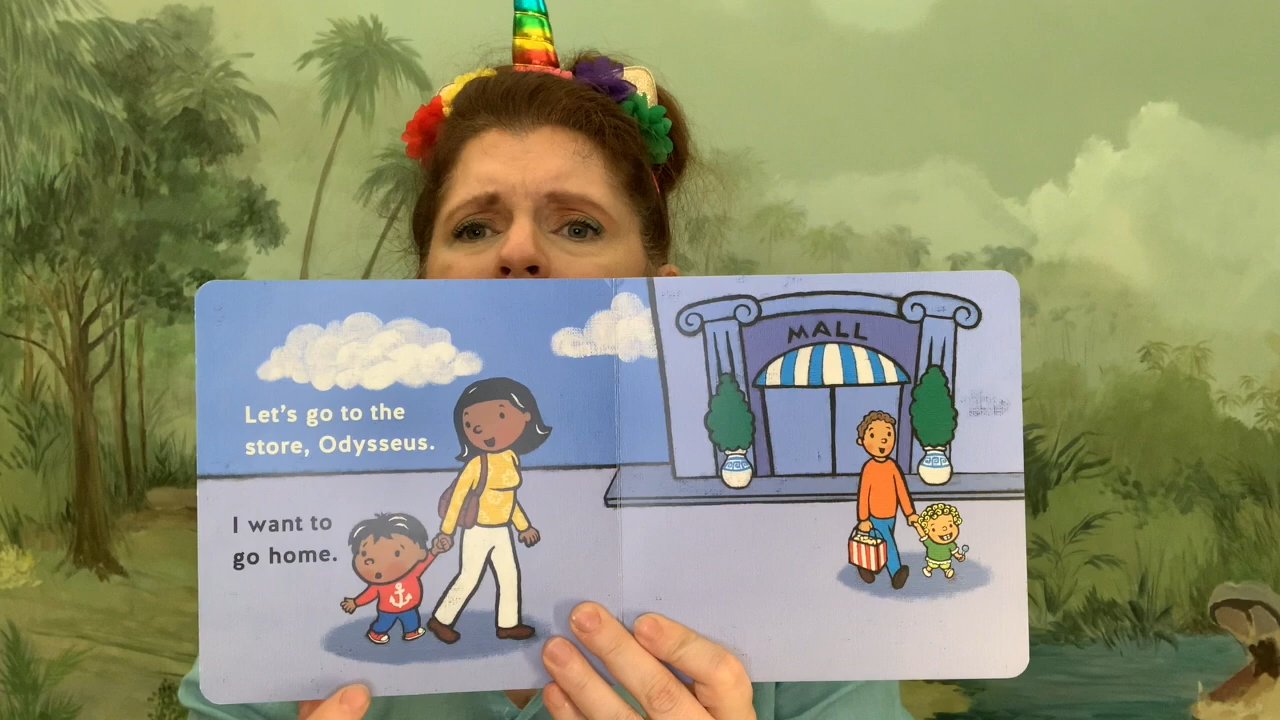 Let's go to the
store, Odysseus.
I want to
go home.
MALL